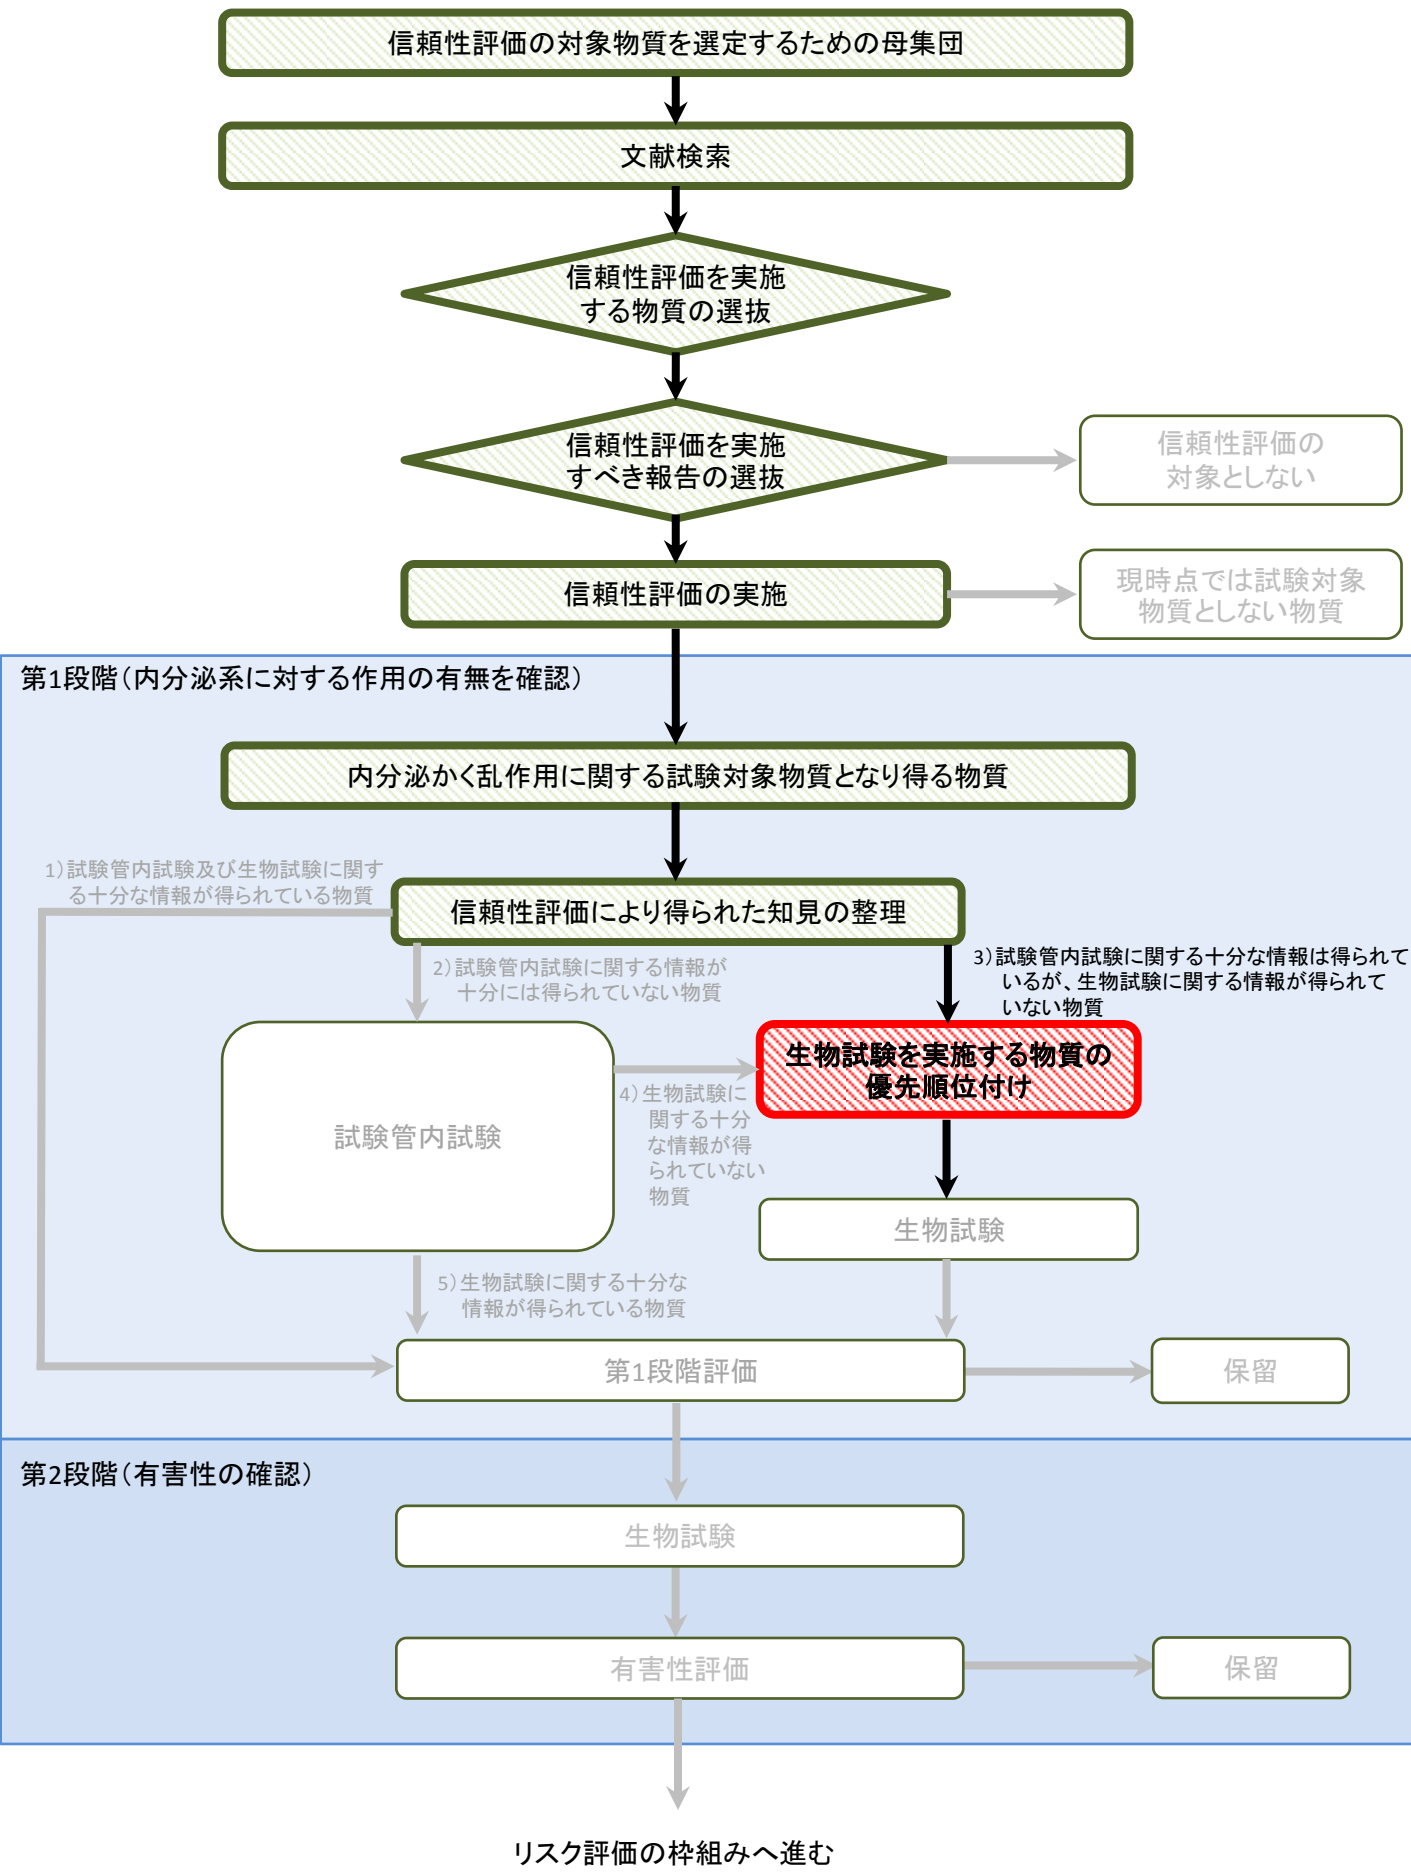 信頼性評価の対象物質を選定するための母集団
文献検索
信頼性評価を実施
する物質の選抜
信頼性評価を実施
すべき報告の選抜
信頼性評価の
対象としない
信頼性評価の実施
現時点では試験対象
物質としない物質
第1段階（内分泌系に対する作用の有無を確認）
内分泌かく乱作用に関する試験対象物質となり得る物質
1）試験管内試験及び生物試験に関す
る十分な情報が得られている物質
信頼性評価により得られた知見の整理
2）試験管内試験に関する情報が
十分には得られていない物質
3）試験管内試験に関する十分な情報は得られて
いるが、生物試験に関する情報が得られて
いない物質
生物試験を実施する物質の
優先順位付け
4）生物試験に
関する十分
な情報が得
られていない
物質
試験管内試験
生物試験
5）生物試験に関する十分な
情報が得られている物質
第1段階評価
保留
第2段階（有害性の確認）
生物試験
有害性評価
保留
リスク評価の枠組みへ進む